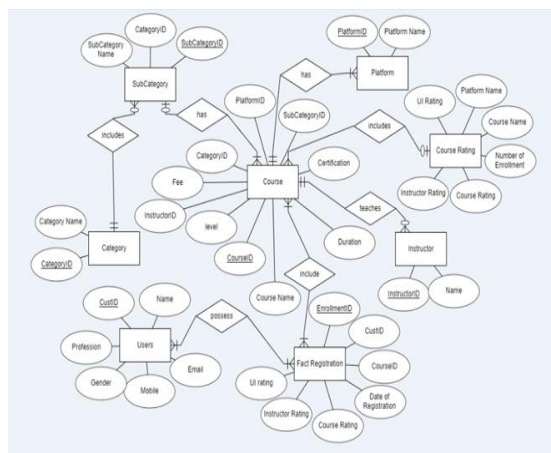 CategoryID
SubCategory
Name
SubCategoryID
SubCategory
includes
has
Category Name
CategoryID
Category
PlatformID
Platform Name
has
Platform
PlatformID
SubCategoryID
CategoryID
Certification
Fee
Course
InstructorID
level
Duration
CourseID
Course Name
includes
UI Rating
Platform Name
Course Name
Course Rating
Number of
Enrollment
Instructor Rating
Course Rating
teaches
Instructor
InstructorID
Name
include
CustID
Name
Users
possess
Profession
Gender
Mobile
Email
EnrollmentID
CustID
Fact Registration
CourseID
UI rating
Date of
Registration
Instructor Rating
Course Rating